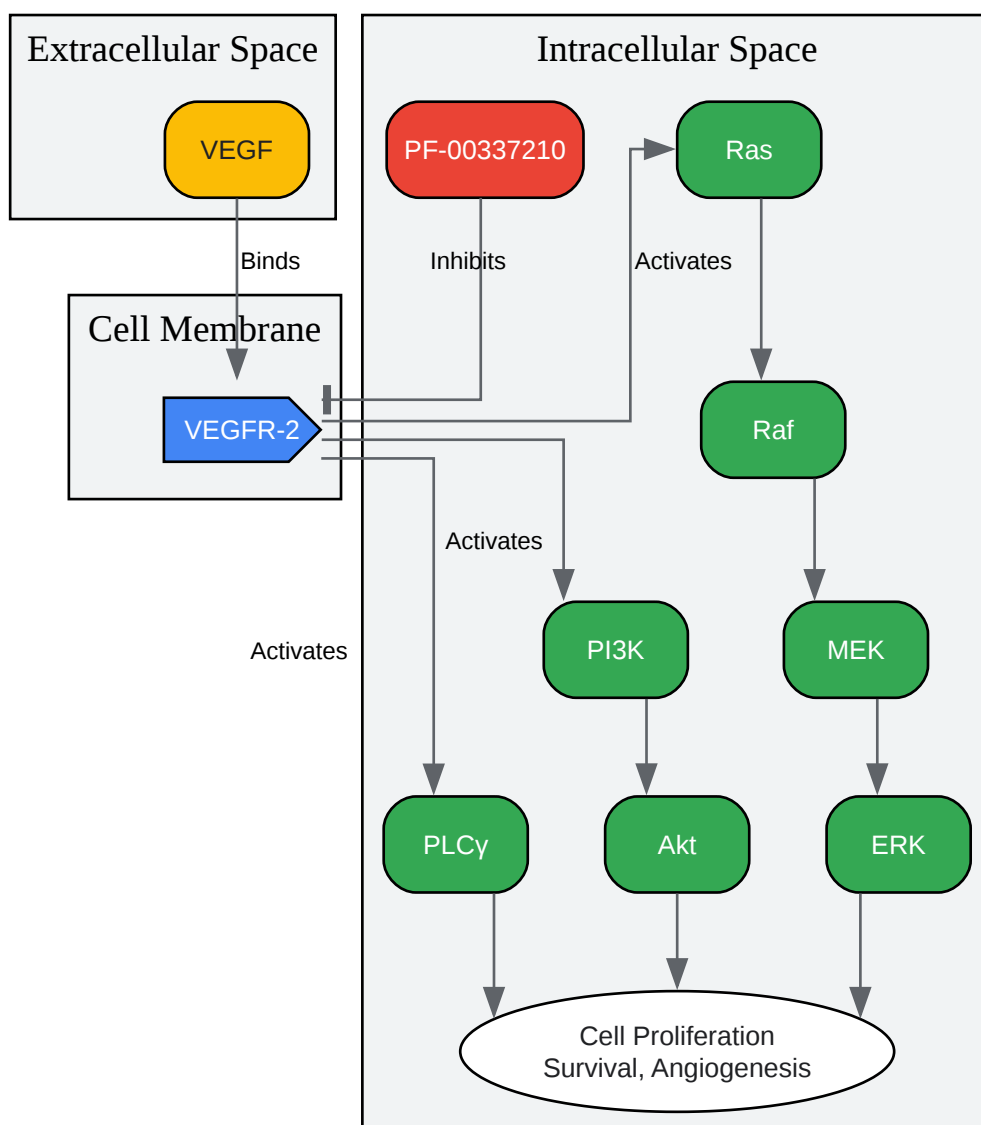 Extracellular Space
Intracellular Space
VEGF
PF-00337210
Ras
Binds
Inhibits
Activates
Cell Membrane
VEGFR-2
Raf
Activates
Activates
PI3K
MEK
PLCγ
Akt
ERK
Cell Proliferation
Survival, Angiogenesis